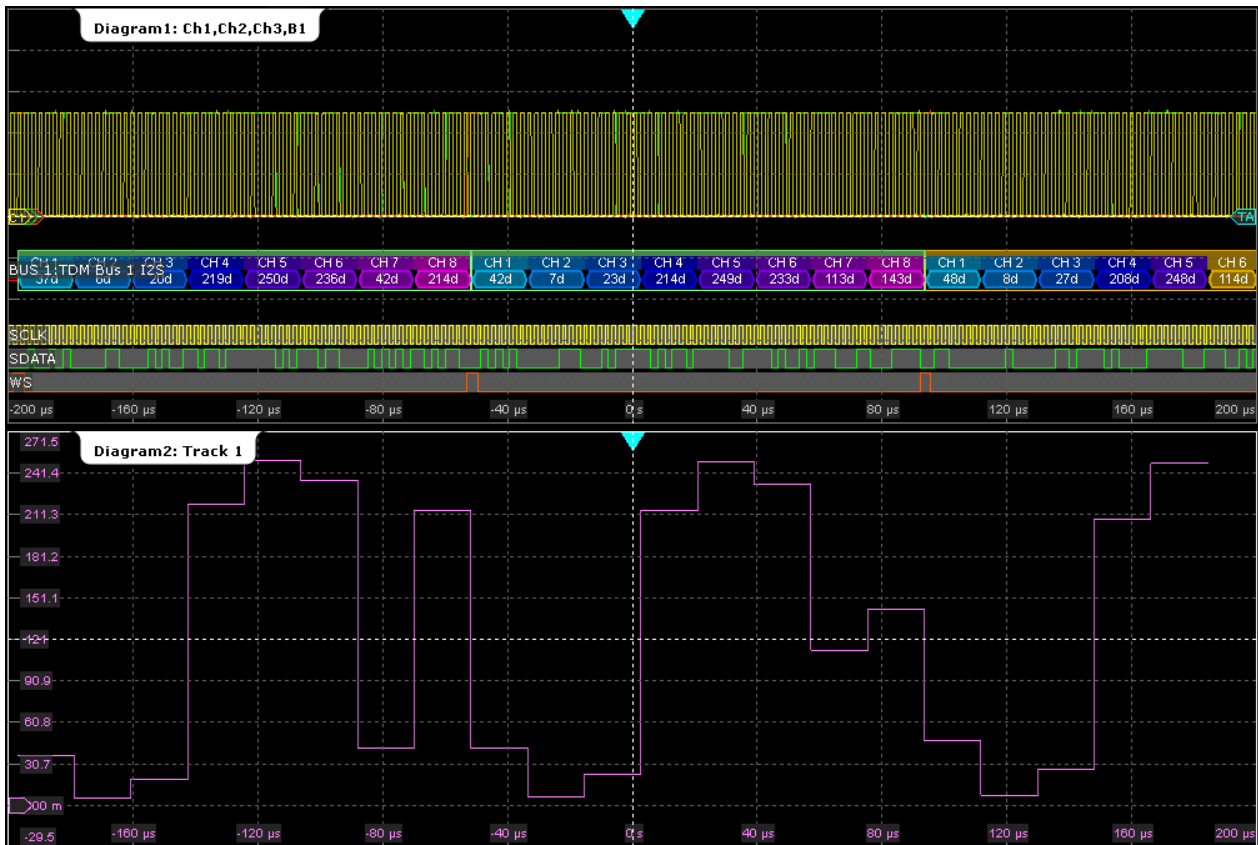 Diagram1: Ch1,Ch2,Ch3,B1
C1
TA
CH 4 CH 5 CH 6 CH 7 CH 8 CH 1 CH 2 CH 3 CH 4 CH 5 CH 6 CH 7 CH 8 CH 1 CH 2 CH 3 CH 4 CH 5 CH 6
BUS 1:TDM Bus 1 I2S
219d 250d 236d 42d 214d 42d 7d 23d 214d 249d 233d 113d 143d 48d 8d 27d 208d 248d 114d
SCLK
SDATA
WS
-200 µs -160 µs -120 µs -80 µs -40 µs 0 s 40 µs 80 µs 120 µs 160 µs 200 µs
Diagram2: Track 1
271.5
241.4
211.3
181.2
151.1
121
90.9
60.8
30.7
00 m
-29.5 -160 µs -120 µs -80 µs -40 µs 0 s 40 µs 80 µs 120 µs 160 µs 200 µs